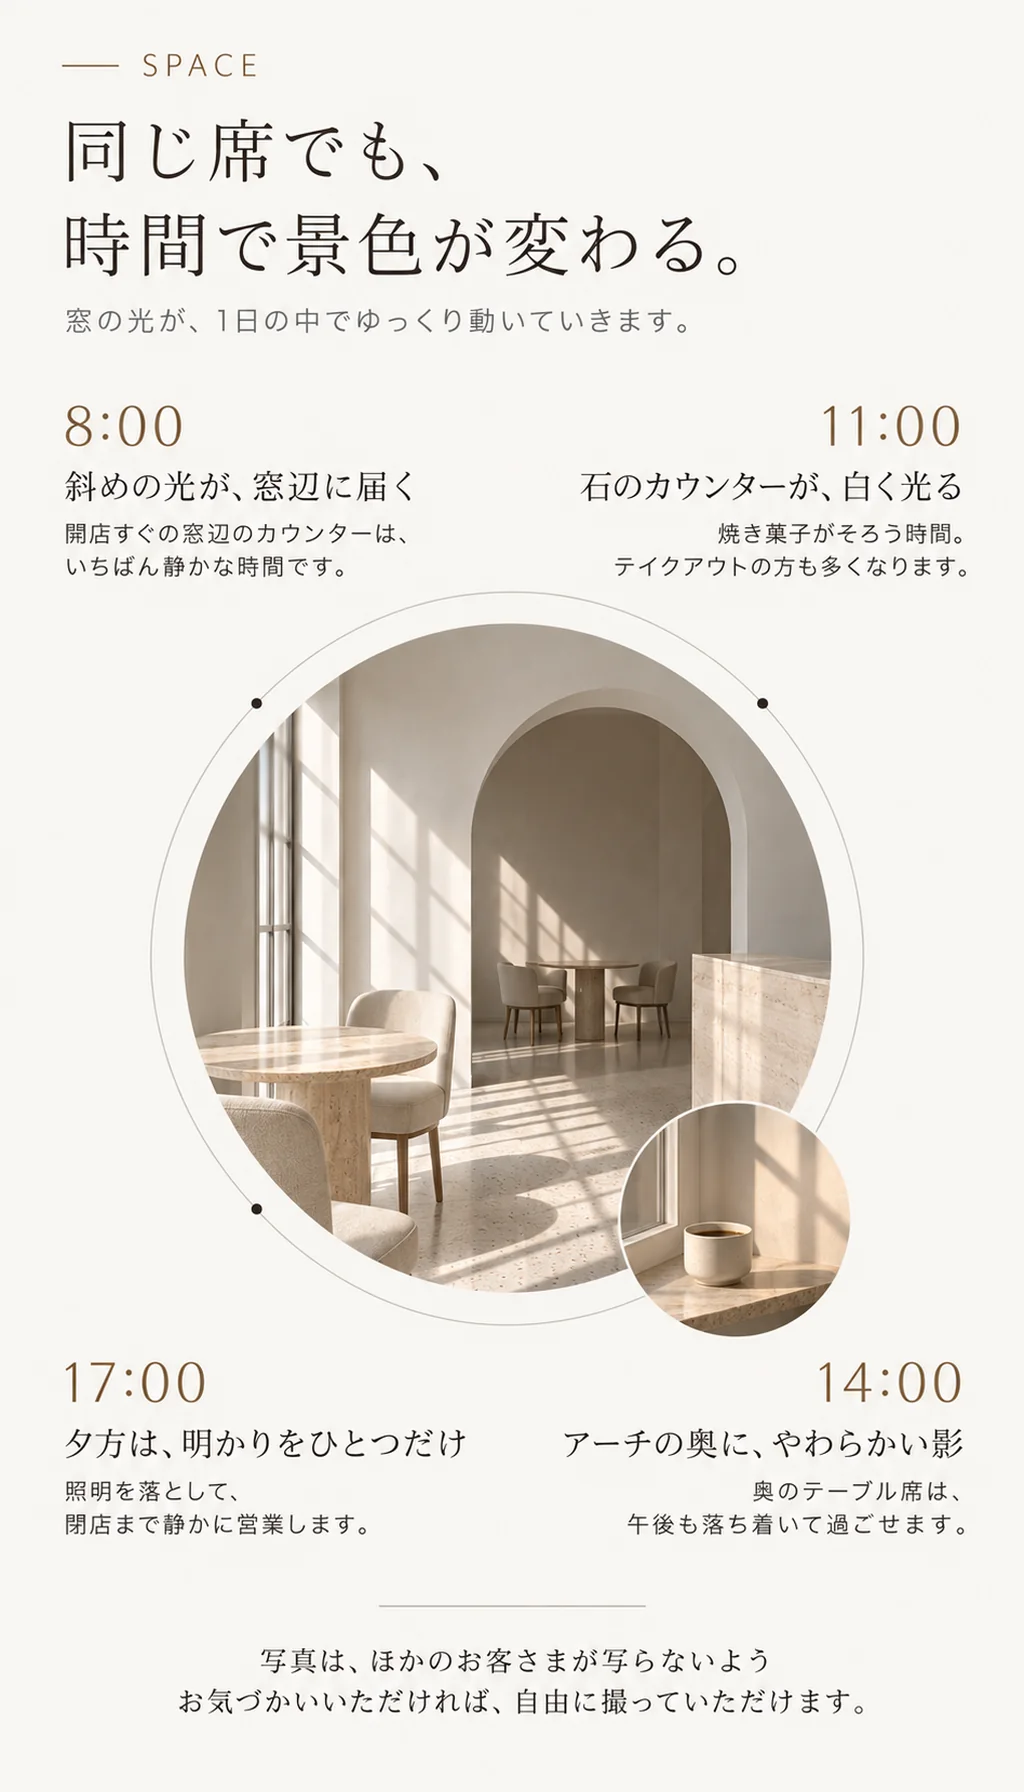 SPACE
同じ席でも、
時間で景色が変わる。
窓の光が、1日の中でゆっくり動いていきます。
8:00
斜めの光が、窓辺に届く
開店すぐの窓辺のカウンターは、
いちばん静かな時間です。
11:00
石のカウンターが、白く光る
焼き菓子がそろう時間。
テイクアウトの方も多くなります。
17:00
夕方は、明かりをひとつだけ
照明を落として、
閉店まで静かに営業します。
14:00
アーチの奥に、やわらかい影
奥のテーブル席は、
午後も落ち着いて過ごせます。
写真は、ほかのお客さまが写らないよう
お気づかいいただければ、自由に撮っていただけます。